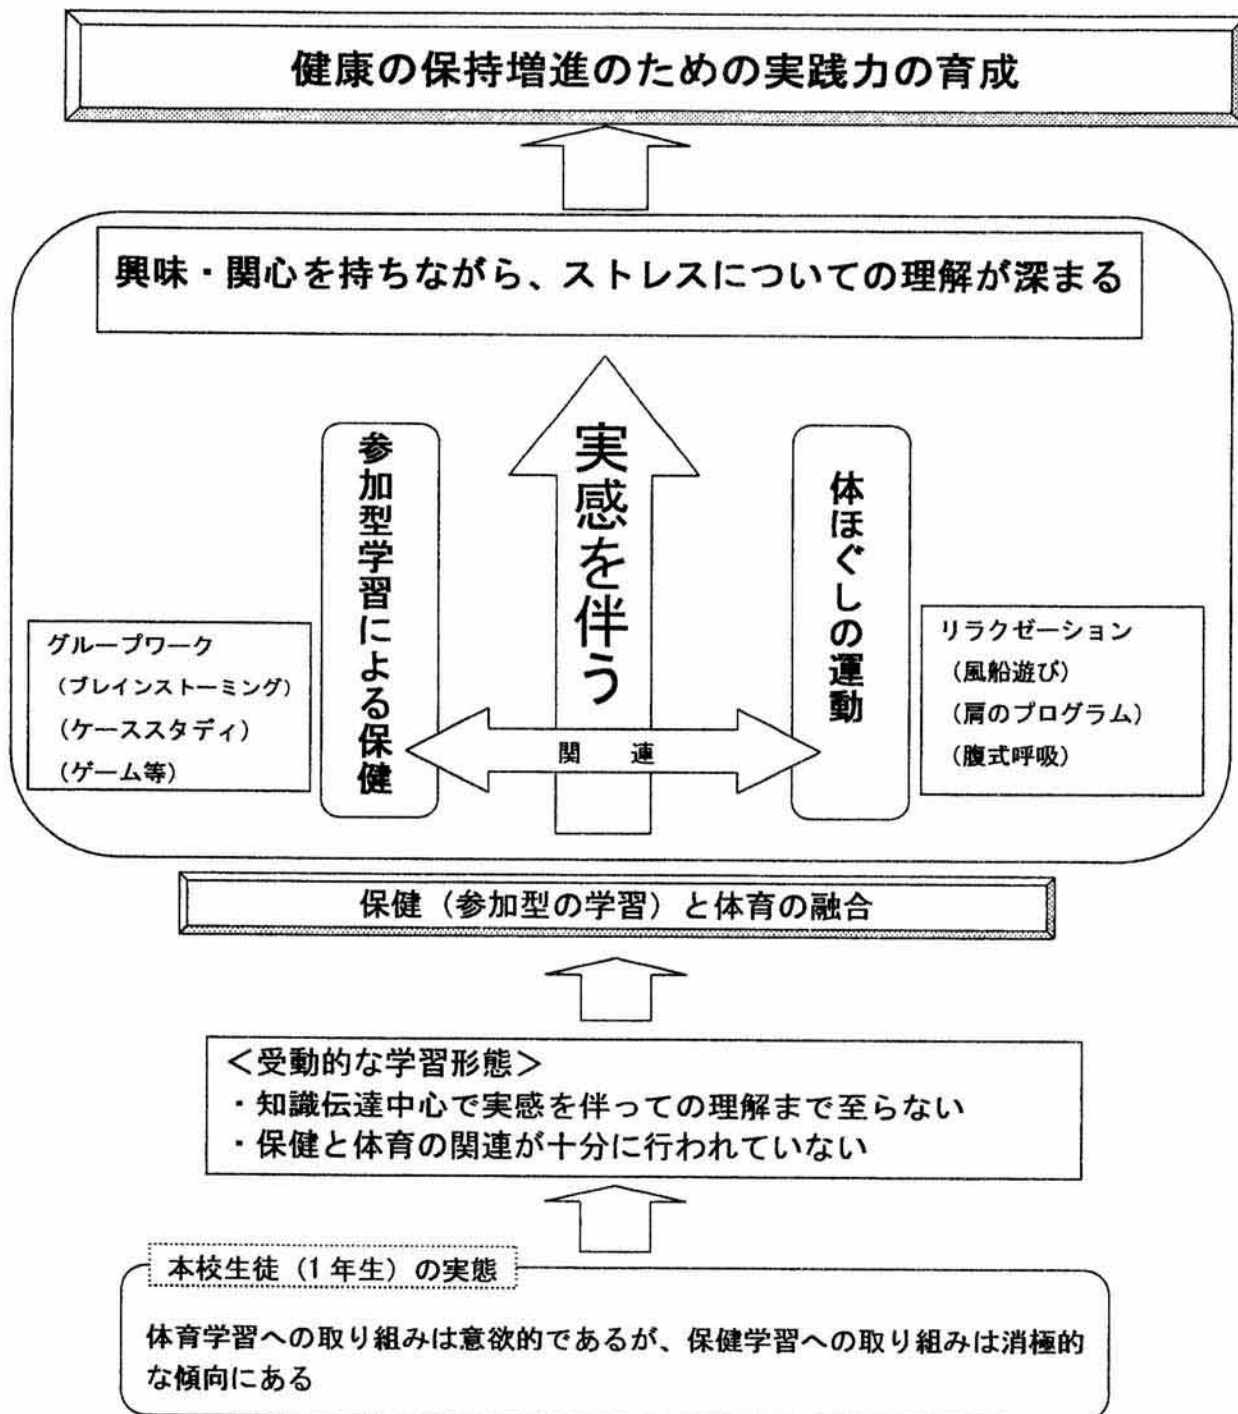 健康の保持増進のための実践力の育成
興味・関心を持ちながら、ストレスについての理解が深まる
参加型学習による保健
実感を伴う
体ほぐしの運動
グループワーク
（ブレインストーミング）
（ケーススタディ）
（ゲーム等）
リラクゼーション
（風船遊び）
（肩のプログラム）
（腹式呼吸）
関　連
保健（参加型の学習）と体育の融合
＜受動的な学習形態＞
・知識伝達中心で実感を伴っての理解まで至らない
・保健と体育の関連が十分に行われていない
本校生徒（1年生）の実態
体育学習への取り組みは意欲的であるが、保健学習への取り組みは消極的
な傾向にある